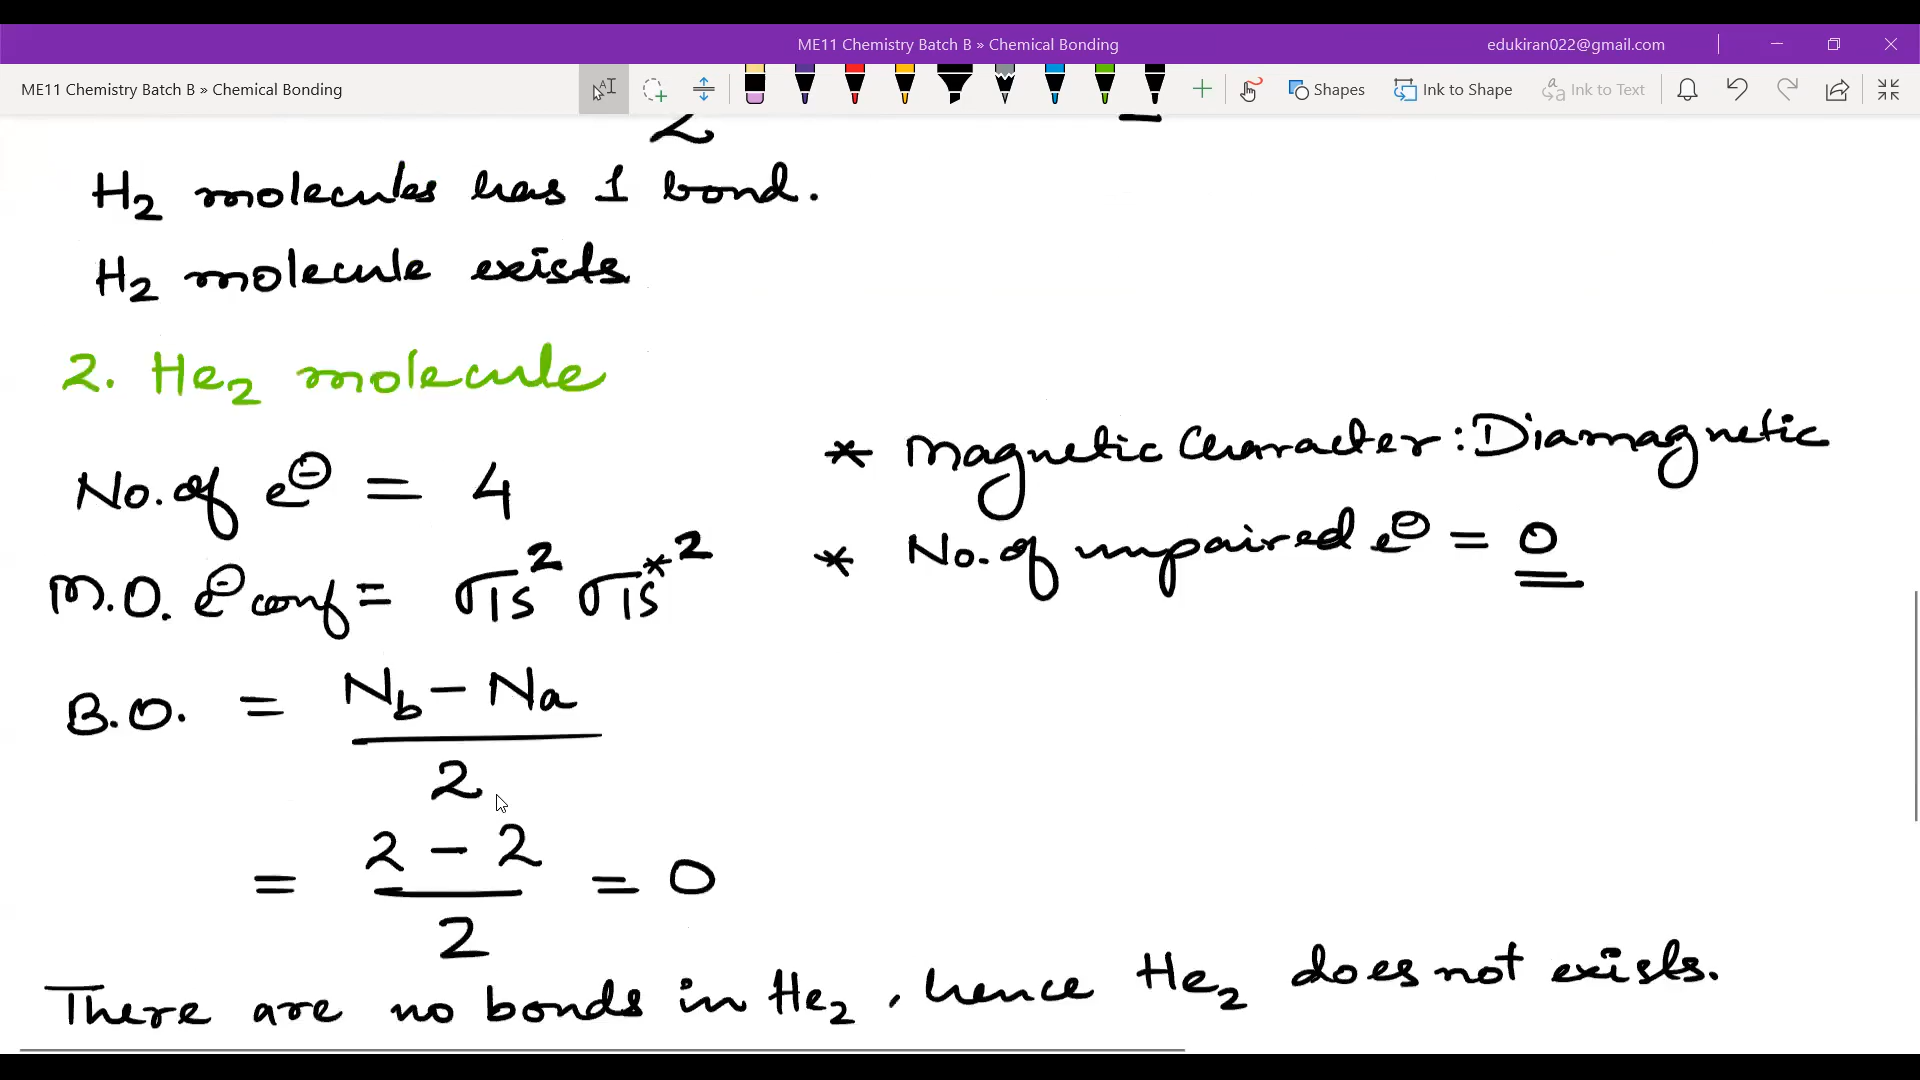 ME11 Chemistry Batch B » Chemical Bonding
edukiran022@gmail.com
ME11 Chemistry Batch B » Chemical Bonding
Shapes
Ink to Shape
Ink to Text
2
H₂ molecules has 1 bond.
H₂ molecule exists
2. He₂ molecule
No. of e⊖ = 4
* Magnetic Character : Diamagnetic
* No. of unpaired e⊖ = 0
M.O. e⊖ conf = σ1s² σ1s*²
B.O. = Nb - Na
2
= 2 - 2 = 0
2
There are no bonds in He₂, hence He₂ does not exists.